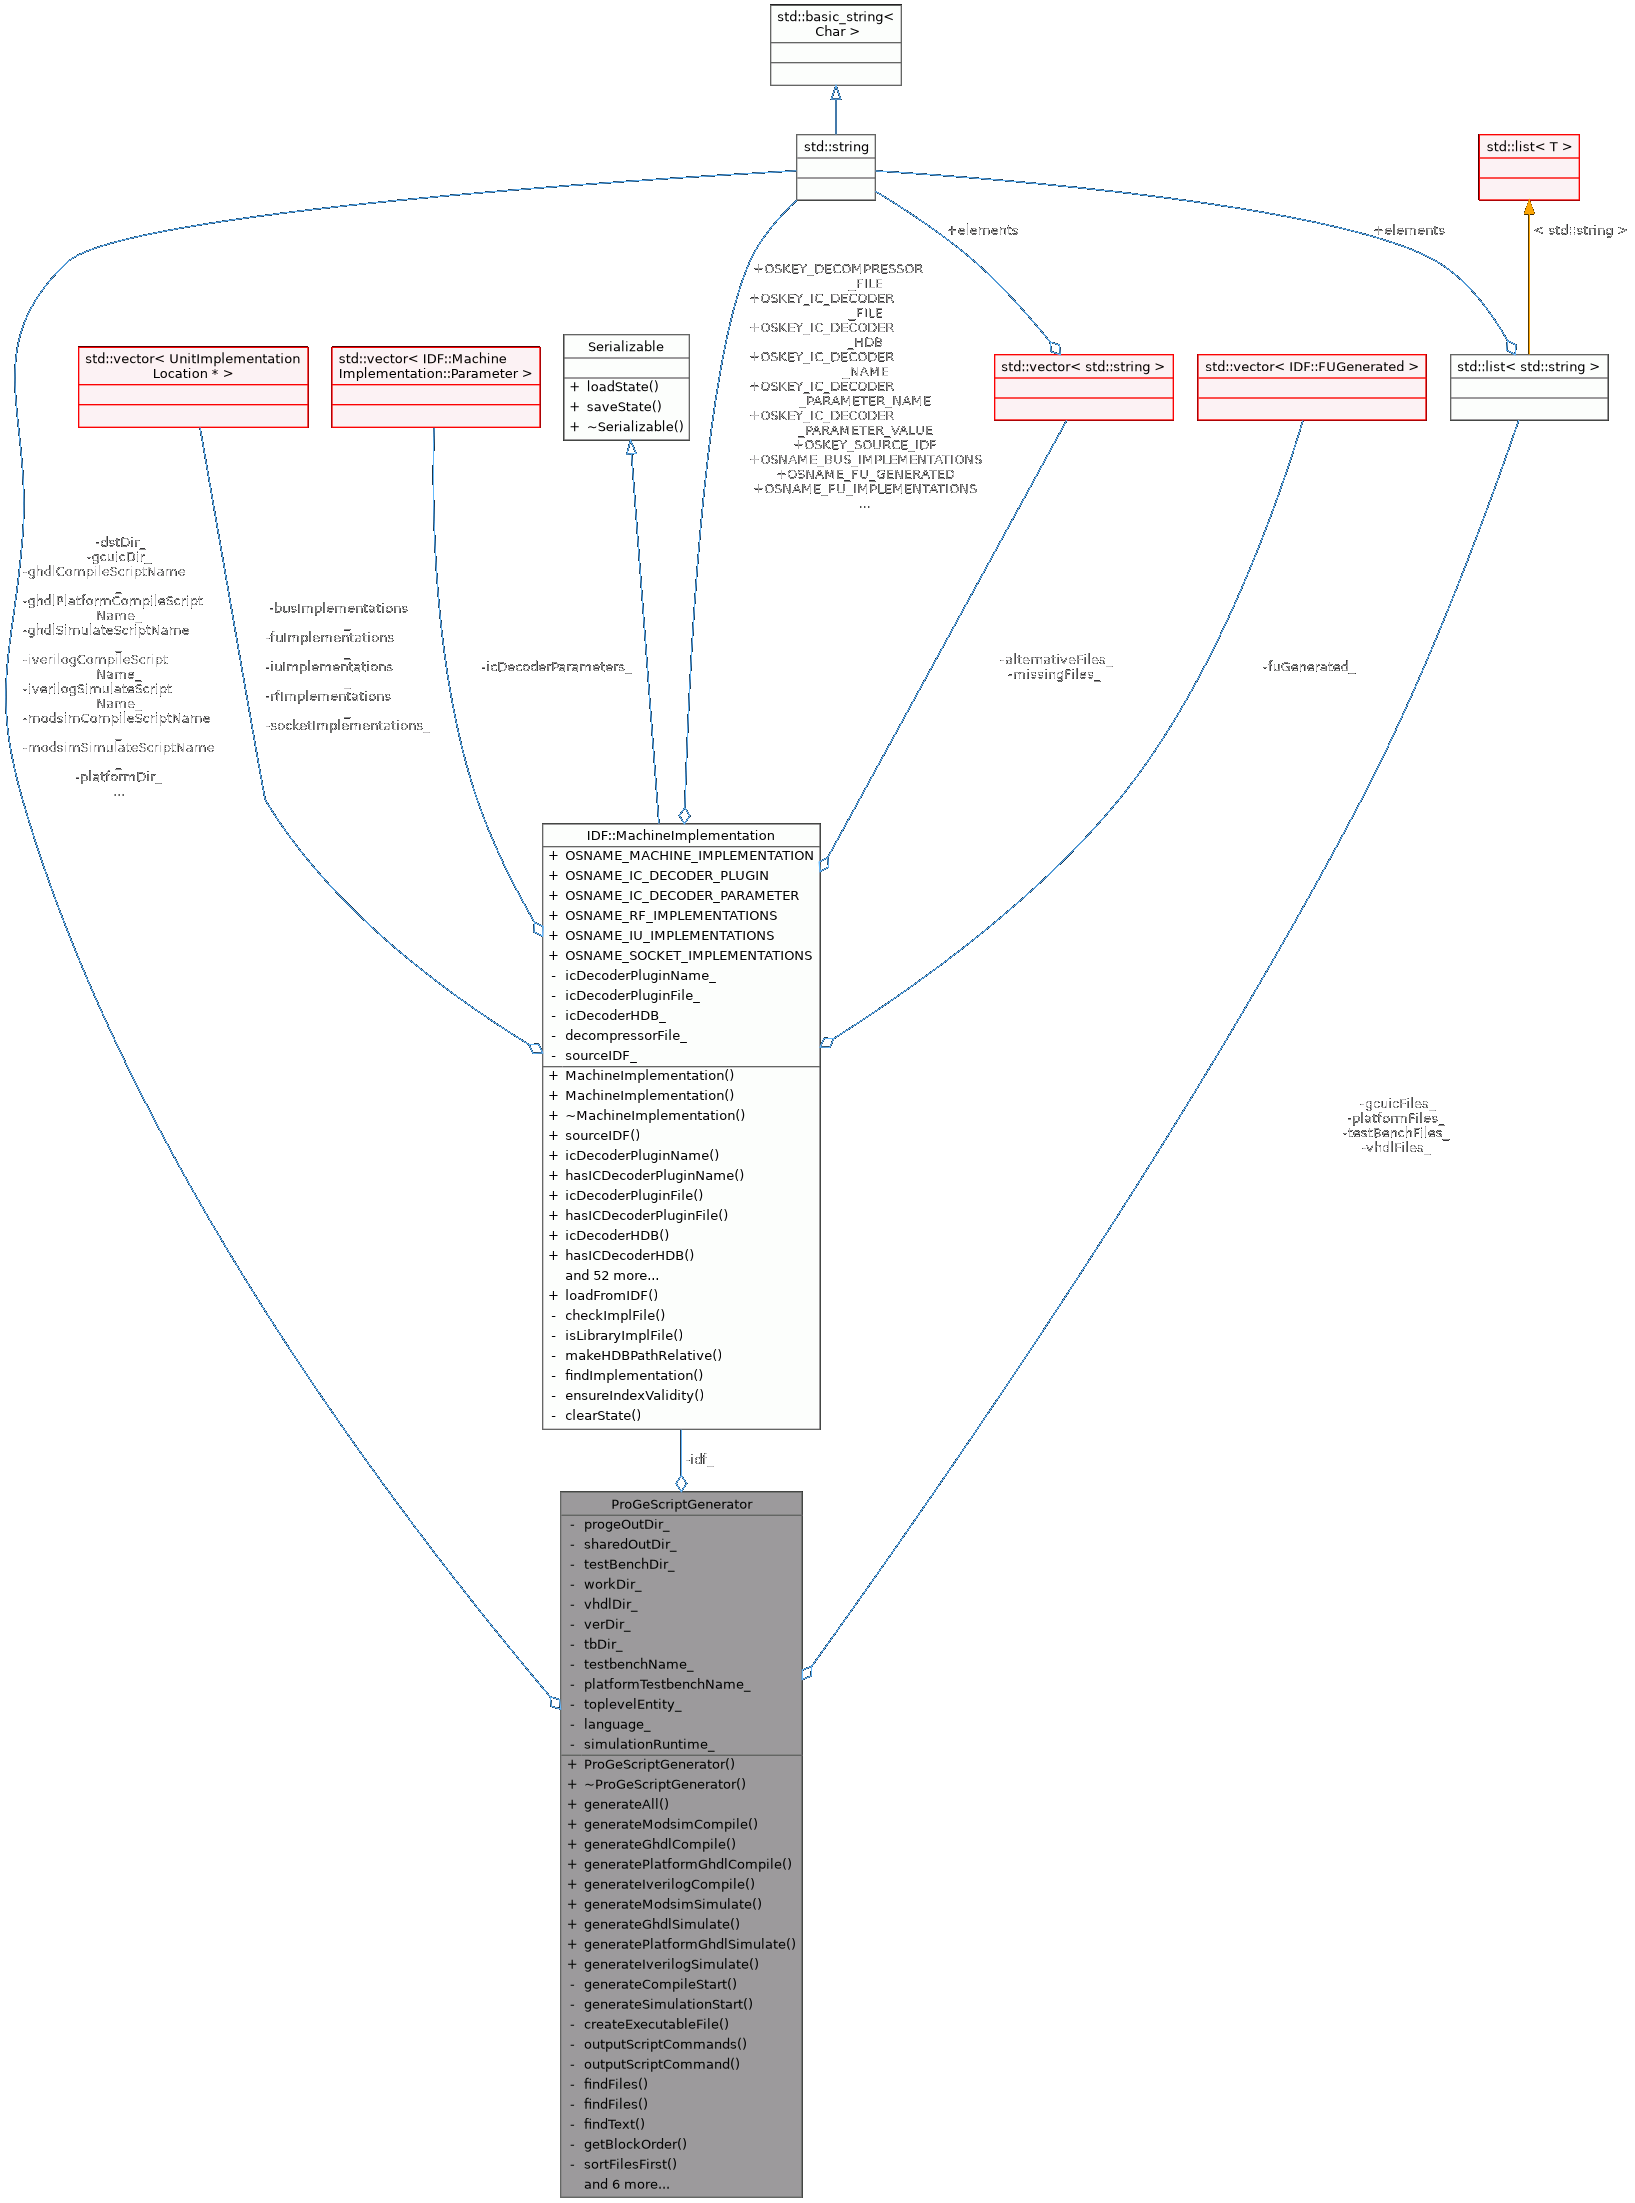 std::basic_string<
Char >
std::string
std::list< T >
+elements
+elements
< std::string >
+OSKEY_DECOMPRESSOR
_FILE
+OSKEY_IC_DECODER
_FILE
+OSKEY_IC_DECODER
_HDB
+OSKEY_IC_DECODER
_NAME
+OSKEY_IC_DECODER
_PARAMETER_NAME
+OSKEY_IC_DECODER
_PARAMETER_VALUE
+OSKEY_SOURCE_IDF
+OSNAME_BUS_IMPLEMENTATIONS
+OSNAME_FU_GENERATED
+OSNAME_FU_IMPLEMENTATIONS
...
std::vector< UnitImplementation
Location * >
std::vector< IDF::Machine
Implementation::Parameter >
Serializable
+ loadState()
+ saveState()
+ ~Serializable()
std::vector< std::string >
std::vector< IDF::FUGenerated >
std::list< std::string >
-dstDir_
-gcuicDir_
-ghdlCompileScriptName
_
-ghdlPlatformCompileScript
Name_
-ghdlSimulateScriptName
_
-iverilogCompileScript
Name_
-iverilogSimulateScript
Name_
-modsimCompileScriptName
_
-modsimSimulateScriptName
_
-platformDir_
...
-busImplementations
_
-fuImplementations
_
-iuImplementations
_
-rfImplementations
_
-socketImplementations_
-icDecoderParameters_
-alternativeFiles_
-missingFiles_
-fuGenerated_
IDF::MachineImplementation
+ OSNAME_MACHINE_IMPLEMENTATION
+ OSNAME_IC_DECODER_PLUGIN
+ OSNAME_IC_DECODER_PARAMETER
+ OSNAME_RF_IMPLEMENTATIONS
+ OSNAME_IU_IMPLEMENTATIONS
+ OSNAME_SOCKET_IMPLEMENTATIONS
- icDecoderPluginName_
- icDecoderPluginFile_
- icDecoderHDB_
- decompressorFile_
- sourceIDF_
+ MachineImplementation()
+ MachineImplementation()
+ ~MachineImplementation()
+ sourceIDF()
+ icDecoderPluginName()
+ hasICDecoderPluginName()
+ icDecoderPluginFile()
+ hasICDecoderPluginFile()
+ icDecoderHDB()
+ hasICDecoderHDB()
and 52 more...
+ loadFromIDF()
- checkImplFile()
- isLibraryImplFile()
- makeHDBPathRelative()
- findImplementation()
- ensureIndexValidity()
- clearState()
-gcuicFiles_
-platformFiles_
-testBenchFiles_
-vhdlFiles_
-idf_
ProGeScriptGenerator
- progeOutDir_
- sharedOutDir_
- testBenchDir_
- workDir_
- vhdlDir_
- verDir_
- tbDir_
- testbenchName_
- platformTestbenchName_
- toplevelEntity_
- language_
- simulationRuntime_
+ ProGeScriptGenerator()
+ ~ProGeScriptGenerator()
+ generateAll()
+ generateModsimCompile()
+ generateGhdlCompile()
+ generatePlatformGhdlCompile()
+ generateIverilogCompile()
+ generateModsimSimulate()
+ generateGhdlSimulate()
+ generatePlatformGhdlSimulate()
+ generateIverilogSimulate()
- generateCompileStart()
- generateSimulationStart()
- createExecutableFile()
- outputScriptCommands()
- outputScriptCommand()
- findFiles()
- findFiles()
- findText()
- getBlockOrder()
- sortFilesFirst()
and 6 more...